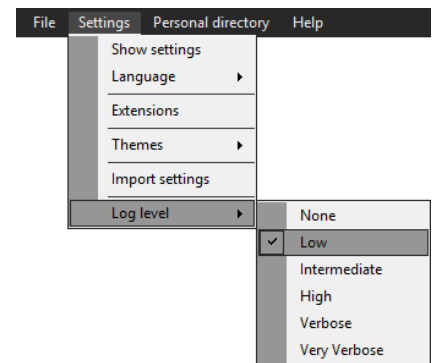 File Settings Personal directory Help
Show settings
Language
Extensions
Themes
Import settings
Log level
None
Low
Intermediate
High
Verbose
Very Verbose